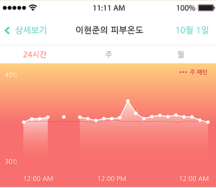 11:11 AM 100%
상세보기 이현준의 피부온도 10월 1일
24시간 주 월
40℃ 주 패턴
30℃
12:00 AM 12:00 PM 12:00 AM